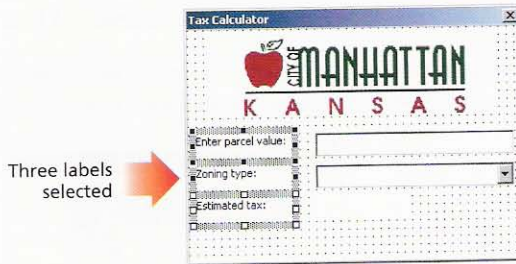 Tax Calculator
CITY OF MANHATTAN
KANSAS
Enter parcel value:
Zoning type:
Estimated tax:
Three labels
selected